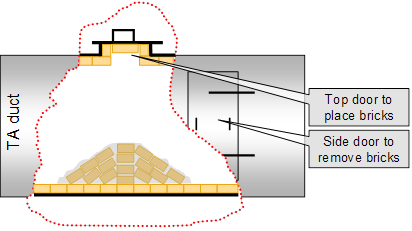 TA duct
Top door to
place bricks
Side door to
remove bricks